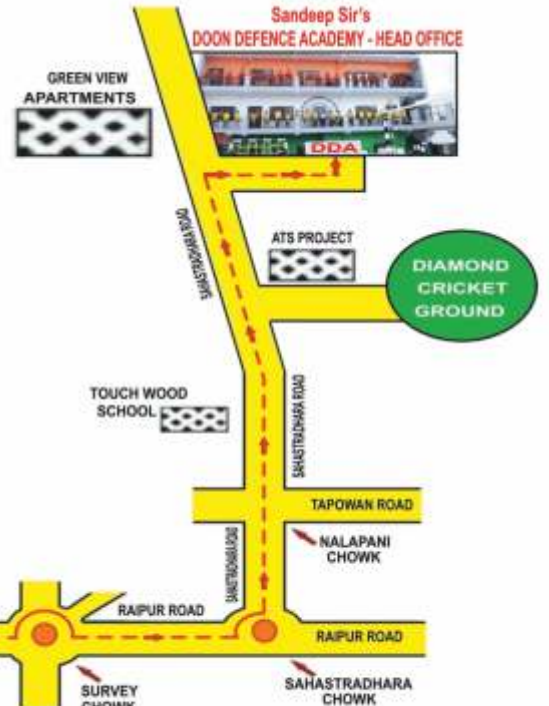 Sandeep Sir's
DOON DEFENCE ACADEMY - HEAD OFFICE
GREEN VIEW
APARTMENTS
DDA
SAHASTRADHARA ROAD
ATS PROJECT
DIAMOND
CRICKET
GROUND
TOUCH WOOD
SCHOOL
SAHASTRADHARA ROAD
TAPOWAN ROAD
NALAPANI
CHOWK
SAHASTRADHARA ROAD
RAIPUR ROAD
RAIPUR ROAD
SAHASTRADHARA
CHOWK
SURVEY
CHOWK